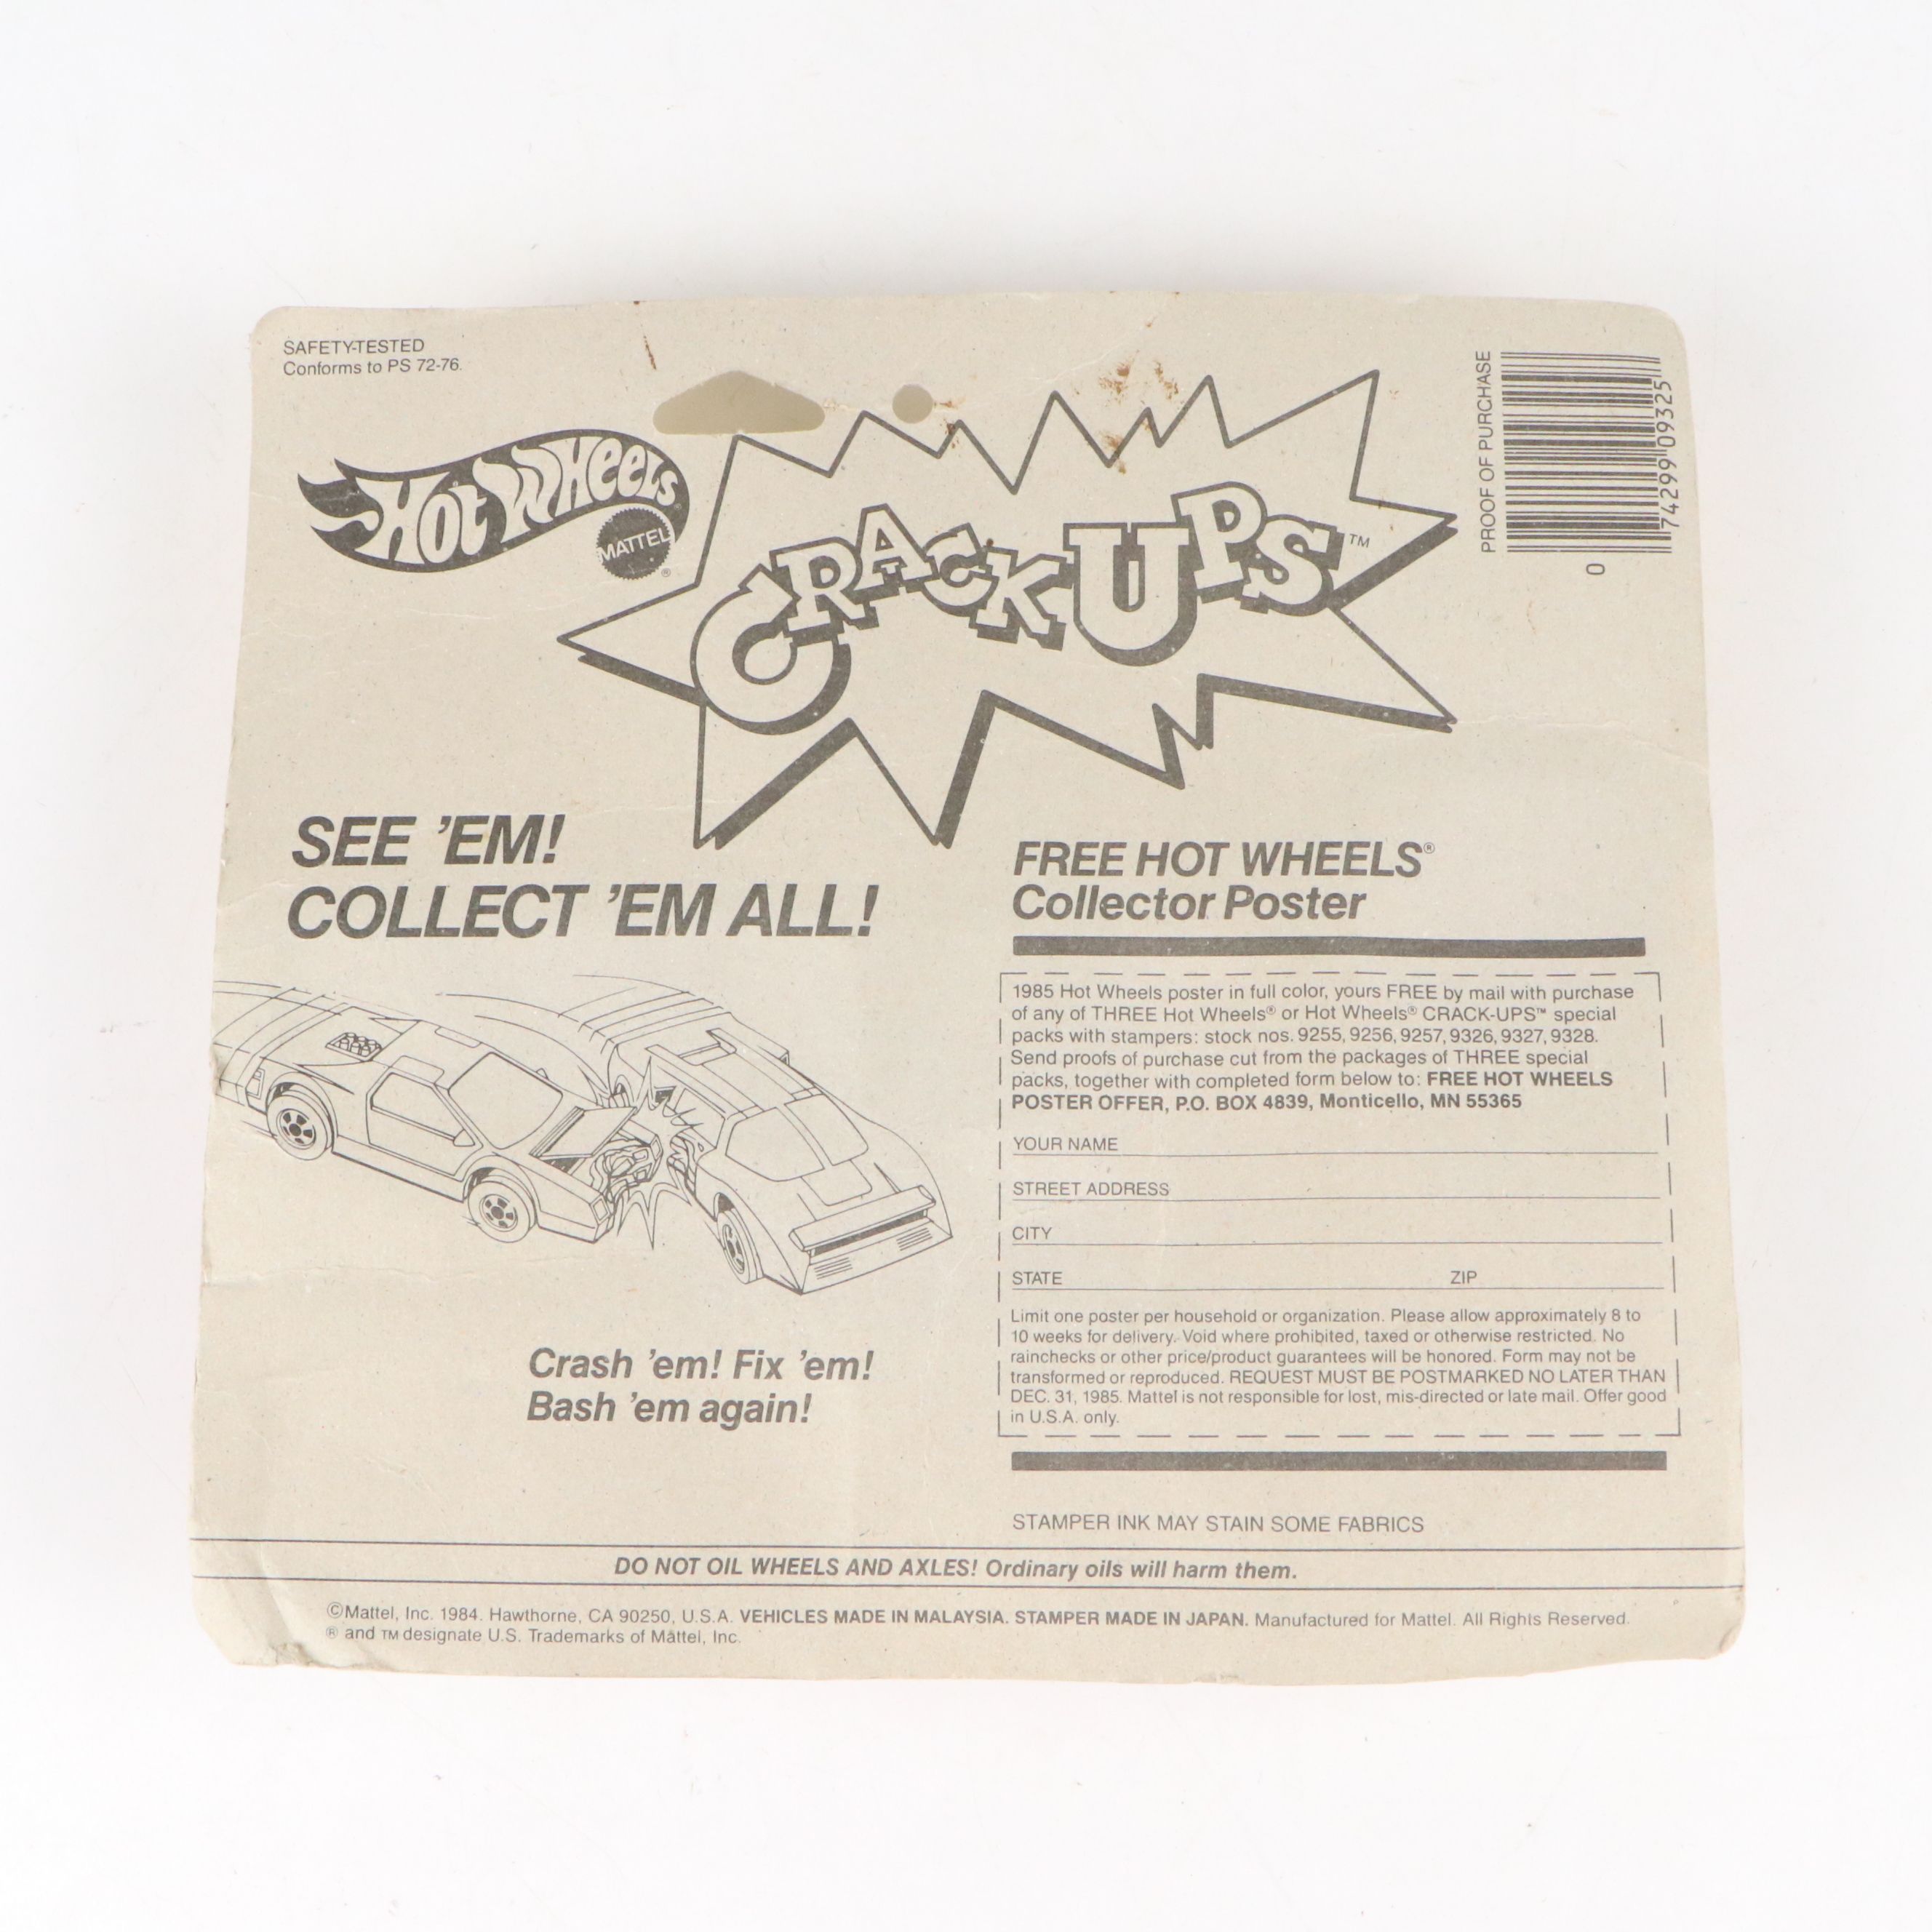 SAFETY-TESTED
Conforms to PS 72-76.
HOT WHEELS
MATTEL
®
CRACK UPS
™
PROOF OF PURCHASE
74299 09325
0
SEE 'EM!
COLLECT 'EM ALL!
Crash 'em! Fix 'em!
Bash 'em again!
FREE HOT WHEELS®
Collector Poster
1985 Hot Wheels poster in full color, yours FREE by mail with purchase
of any of THREE Hot Wheels® or Hot Wheels® CRACK-UPS™ special
packs with stampers: stock nos. 9255, 9256, 9257, 9326, 9327, 9328.
Send proofs of purchase cut from the packages of THREE special
packs, together with completed form below to: FREE HOT WHEELS
POSTER OFFER, P.O. BOX 4839, Monticello, MN 55365
YOUR NAME
STREET ADDRESS
CITY
STATE ZIP
Limit one poster per household or organization. Please allow approximately 8 to
10 weeks for delivery. Void where prohibited, taxed or otherwise restricted. No
rainchecks or other price/product guarantees will be honored. Form may not be
transformed or reproduced. REQUEST MUST BE POSTMARKED NO LATER THAN
DEC. 31, 1985. Mattel is not responsible for lost, mis-directed or late mail. Offer good
in U.S.A. only.
STAMPER INK MAY STAIN SOME FABRICS
DO NOT OIL WHEELS AND AXLES! Ordinary oils will harm them.
©Mattel, Inc. 1984. Hawthorne, CA 90250, U.S.A. VEHICLES MADE IN MALAYSIA. STAMPER MADE IN JAPAN. Manufactured for Mattel. All Rights Reserved.
® and TM designate U.S. Trademarks of Mattel, Inc.